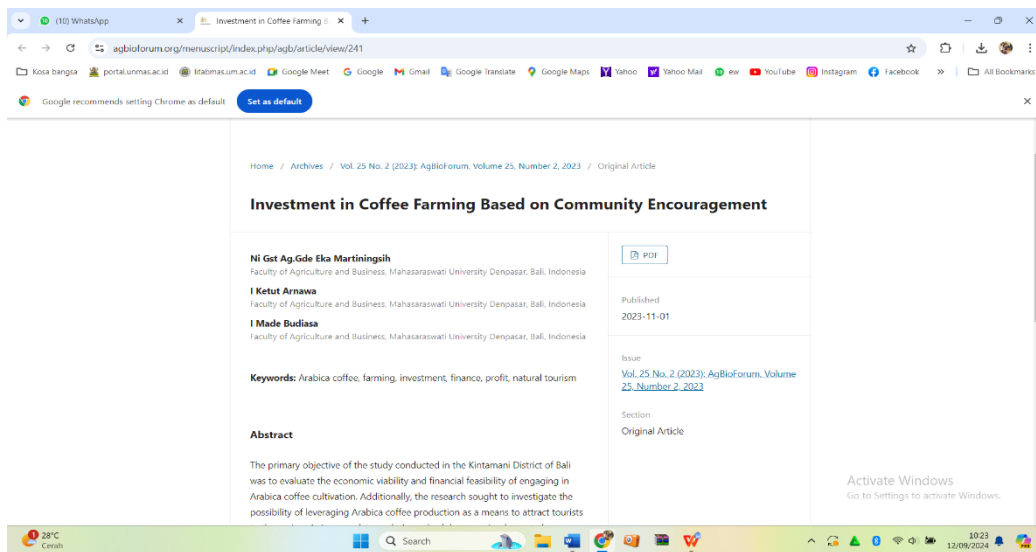 (10) WhatsApp
Investment in Coffee Farming B
agbioforum.org/menuscript/index.php/agb/article/view/241
Kosa bangsa
portal.unmas.ac.id
litabmas.um.ac.id
Google Meet
Google
Gmail
Google Translate
Google Maps
Yahoo
Yahoo Mail
ew
YouTube
Instagram
Facebook
All Bookmarks
Google recommends setting Chrome as default
Set as default
Home / Archives / Vol. 25 No. 2 (2023): AgBioForum, Volume 25, Number 2, 2023 / Original Article
Investment in Coffee Farming Based on Community Encouragement
Ni Gst Ag.Gde Eka Martiningsih
Faculty of Agriculture and Business, Mahasaraswati University Denpasar, Bali, Indonesia
I Ketut Arnawa
Faculty of Agriculture and Business, Mahasaraswati University Denpasar, Bali, Indonesia
I Made Budiasa
Faculty of Agriculture and Business, Mahasaraswati University Denpasar, Bali, Indonesia
Keywords: Arabica coffee, farming, investment, finance, profit, natural tourism
Abstract
The primary objective of the study conducted in the Kintamani District of Bali
was to evaluate the economic viability and financial feasibility of engaging in
Arabica coffee cultivation. Additionally, the research sought to investigate the
possibility of leveraging Arabica coffee production as a means to attract tourists
PDF
Published
2023-11-01
Issue
Vol. 25 No. 2 (2023): AgBioForum, Volume
25, Number 2, 2023
Section
Original Article
Activate Windows
Go to Settings to activate Windows.
28°C
Cerah
Search
10:23
12/09/2024